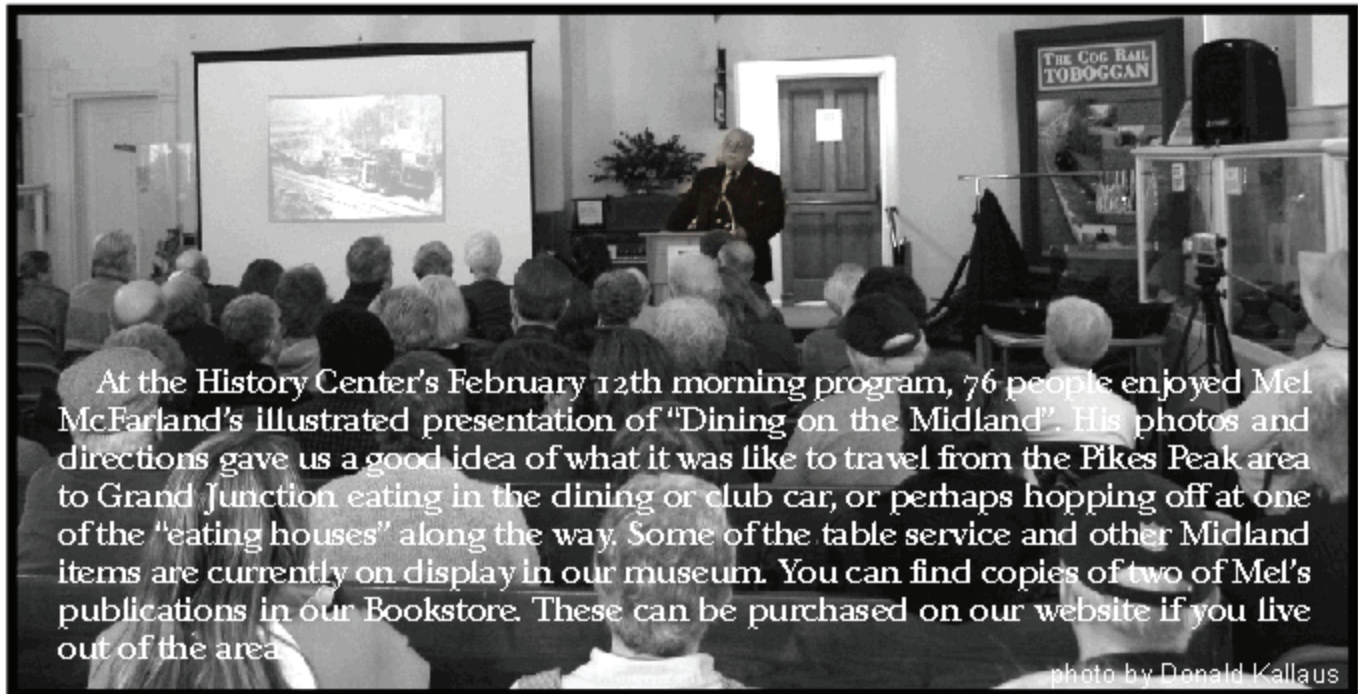 THE COG RAIL
TOBOGGAN
At the History Center's February 12th morning program, 76 people enjoyed Mel
McFarland's illustrated presentation of "Dining on the Midland". His photos and
directions gave us a good idea of what it was like to travel from the Pikes Peak area
to Grand Junction eating in the dining or club car, or perhaps hopping off at one
of the "eating houses" along the way. Some of the table service and other Midland
items are currently on display in our museum. You can find copies of two of Mel's
publications in our Bookstore. These can be purchased on our website if you live
out of the area.
photo by Donald Kallaus